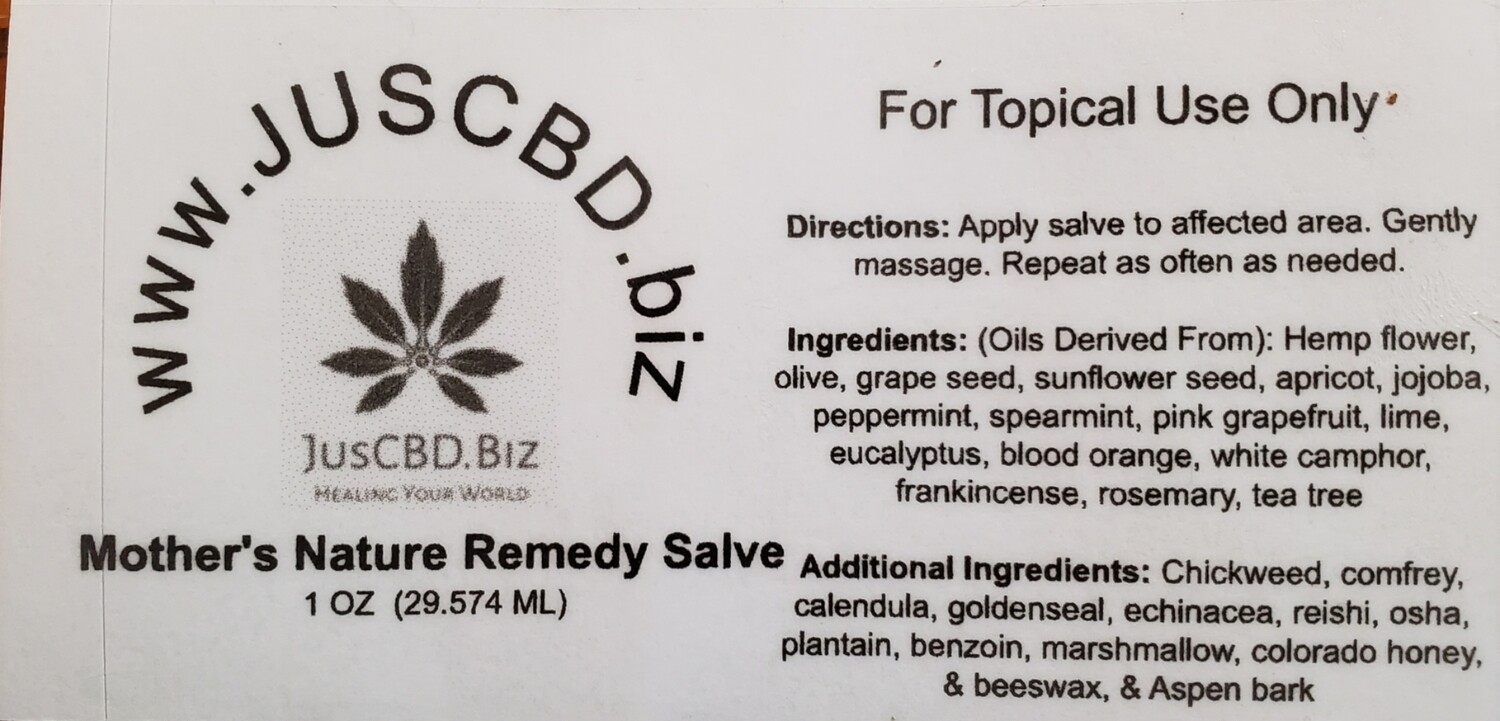 www.JUSCBD.biz
JusCBD.Biz
Healing Your World
Mother's Nature Remedy Salve
1 OZ (29.574 ML)
For Topical Use Only
Directions: Apply salve to affected area. Gently
massage. Repeat as often as needed.
Ingredients: (Oils Derived From): Hemp flower,
olive, grape seed, sunflower seed, apricot, jojoba,
peppermint, spearmint, pink grapefruit, lime,
eucalyptus, blood orange, white camphor,
frankincense, rosemary, tea tree
Additional Ingredients: Chickweed, comfrey,
calendula, goldenseal, echinacea, reishi, osha,
plantain, benzoin, marshmallow, colorado honey,
& beeswax, & Aspen bark